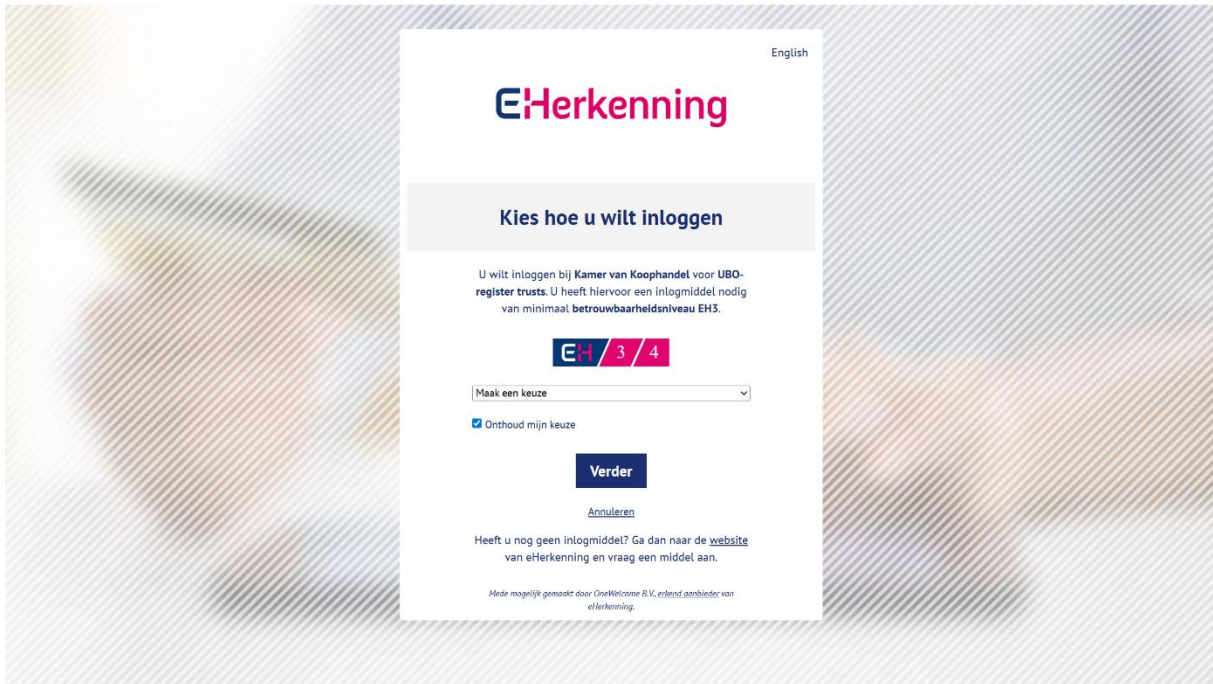 English
eHerkenning
Kies hoe u wilt inloggen
U wilt inloggen bij Kamer van Koophandel voor UBO-
register trusts. U heeft hiervoor een inlogmiddel nodig
van minimaal betrouwbaarheidsniveau EH3.
EH / 3 / 4
Maak een keuze
Onthoud mijn keuze
Verder
Annuleren
Heeft u nog geen inlogmiddel? Ga dan naar de website
van eHerkenning en vraag een middel aan.
Mede mogelijk gemaakt door OneWelcome B.V., erkend aanbieder van
eHerkenning.